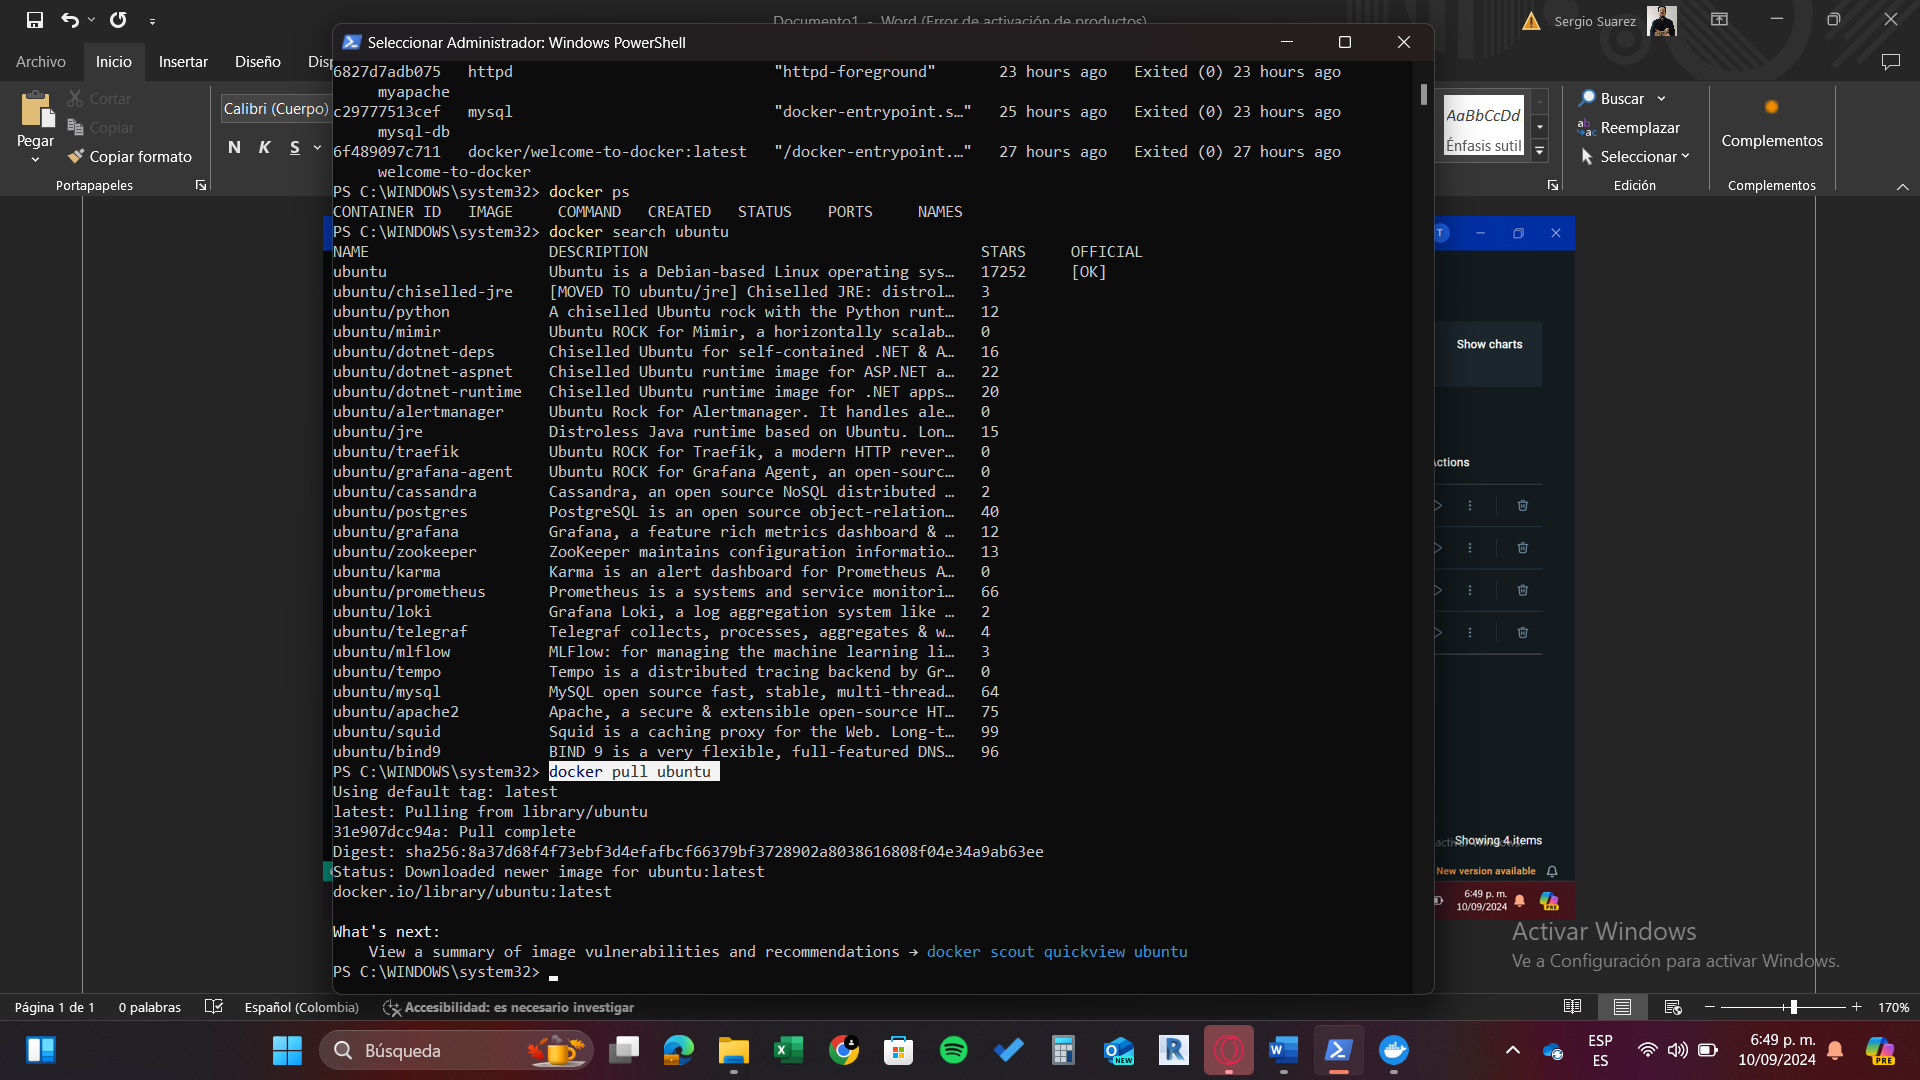 Documento1 - Word (Error de activación de productos)
Sergio Suarez
Archivo
Inicio
Insertar
Diseño
Disp
Cortar
Copiar
Copiar formato
Pegar
Portapapeles
Calibri (Cuerpo)
N K S
AaBbCcDd
Énfasis sutil
Buscar
Reemplazar
Seleccionar
Edición
Complementos
Complementos
Seleccionar Administrador: Windows PowerShell
6827d7adb075 httpd "httpd-foreground" 23 hours ago Exited (0) 23 hours ago
myapache
c29777513cef mysql "docker-entrypoint.s…" 25 hours ago Exited (0) 23 hours ago
mysql-db
6f489097c711 docker/welcome-to-docker:latest "/docker-entrypoint.…" 27 hours ago Exited (0) 27 hours ago
welcome-to-docker
PS C:\WINDOWS\system32> docker ps
CONTAINER ID IMAGE COMMAND CREATED STATUS PORTS NAMES
PS C:\WINDOWS\system32> docker search ubuntu
NAME DESCRIPTION STARS OFFICIAL
ubuntu Ubuntu is a Debian-based Linux operating sys… 17252 [OK]
ubuntu/chiselled-jre [MOVED TO ubuntu/jre] Chiselled JRE: distrol… 3
ubuntu/python A chiselled Ubuntu rock with the Python runt… 12
ubuntu/mimir Ubuntu ROCK for Mimir, a horizontally scalab… 0
ubuntu/dotnet-deps Chiselled Ubuntu for self-contained .NET & A… 16
ubuntu/dotnet-aspnet Chiselled Ubuntu runtime image for ASP.NET a… 22
ubuntu/dotnet-runtime Chiselled Ubuntu runtime image for .NET apps… 20
ubuntu/alertmanager Ubuntu Rock for Alertmanager. It handles ale… 0
ubuntu/jre Distroless Java runtime based on Ubuntu. Lon… 15
ubuntu/traefik Ubuntu ROCK for Traefik, a modern HTTP rever… 0
ubuntu/grafana-agent Ubuntu ROCK for Grafana Agent, an open-sourc… 0
ubuntu/cassandra Cassandra, an open source NoSQL distributed … 2
ubuntu/postgres PostgreSQL is an open source object-relation… 40
ubuntu/grafana Grafana, a feature rich metrics dashboard & … 12
ubuntu/zookeeper ZooKeeper maintains configuration informatio… 13
ubuntu/karma Karma is an alert dashboard for Prometheus A… 0
ubuntu/prometheus Prometheus is a systems and service monitori… 66
ubuntu/loki Grafana Loki, a log aggregation system like … 2
ubuntu/telegraf Telegraf collects, processes, aggregates & w… 4
ubuntu/mlflow MLFlow: for managing the machine learning li… 3
ubuntu/tempo Tempo is a distributed tracing backend by Gr… 0
ubuntu/mysql MySQL open source fast, stable, multi-thread… 64
ubuntu/apache2 Apache, a secure & extensible open-source HT… 75
ubuntu/squid Squid is a caching proxy for the Web. Long-t… 99
ubuntu/bind9 BIND 9 is a very flexible, full-featured DNS… 96
PS C:\WINDOWS\system32> docker pull ubuntu
Using default tag: latest
latest: Pulling from library/ubuntu
31e907dcc94a: Pull complete
Digest: sha256:8a37d68f4f73ebf3d4efafbcf66379bf3728902a8038616808f04e34a9ab63ee
Status: Downloaded newer image for ubuntu:latest
docker.io/library/ubuntu:latest
What's next:
View a summary of image vulnerabilities and recommendations → docker scout quickview ubuntu
PS C:\WINDOWS\system32>
T
Show charts
ctions
Showing 4 items
New version available
6:49 p. m.
10/09/2024
Activar Windows
Ve a Configuración para activar Windows.
Página 1 de 1
0 palabras
Español (Colombia)
Accesibilidad: es necesario investigar
170%
Búsqueda
ESP
ES
6:49 p. m.
10/09/2024